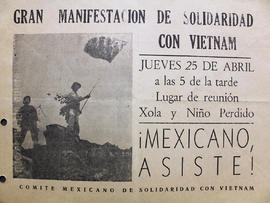 GRAN MANIFESTACION DE SOLIDARIDAD
CON VIETNAM
JUEVES 25 DE ABRIL
a las 5 de la tarde
Lugar de reunión
Xola y Niño Perdido
¡MEXICANO,
ASISTE!
COMITE MEXICANO DE SOLIDARIDAD CON VIETNAM